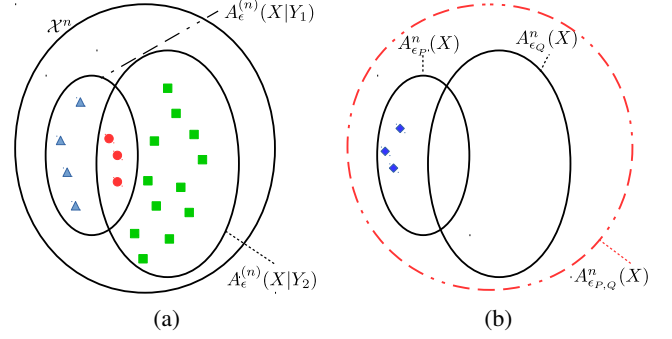 𝒳ⁿ
A_ϵ^{(n)}(X|Y₁)
A_ϵ^{(n)}(X|Y₂)
(a)
A^n_{ϵ_P}(X)
A^n_{ϵ_Q}(X)
A^n_{ϵ_{P,Q}}(X)
(b)